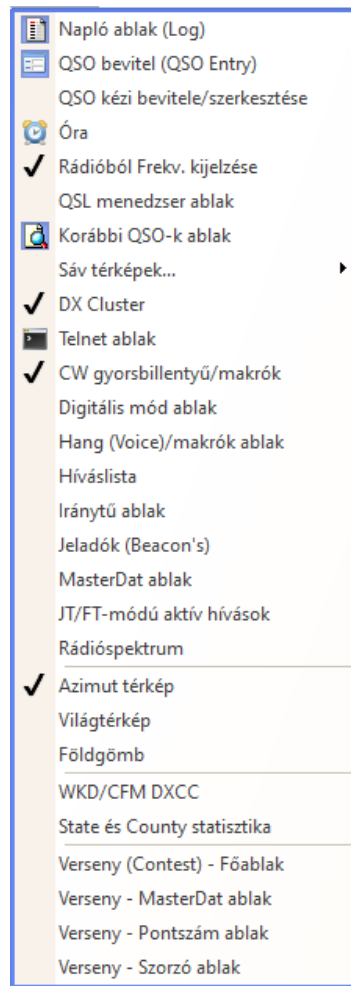 Napló ablak (Log)
QSO bevitel (QSO Entry)
QSO kézi bevitele/szerkesztése
Óra
Rádióból Frekv. kijelzése
QSL menedzser ablak
Korábbi QSO-k ablak
Sáv térképek...
DX Cluster
Telnet ablak
CW gyorsbillentyű/makrók
Digitális mód ablak
Hang (Voice)/makrók ablak
Híváslista
Iránytű ablak
Jeladók (Beacon's)
MasterDat ablak
JT/FT-módú aktív hívások
Rádióspektrum
Azimut térkép
Világtérkép
Földgömb
WKD/CFM DXCC
State és County statisztika
Verseny (Contest) - Főablak
Verseny - MasterDat ablak
Verseny - Pontszám ablak
Verseny - Szorzó ablak